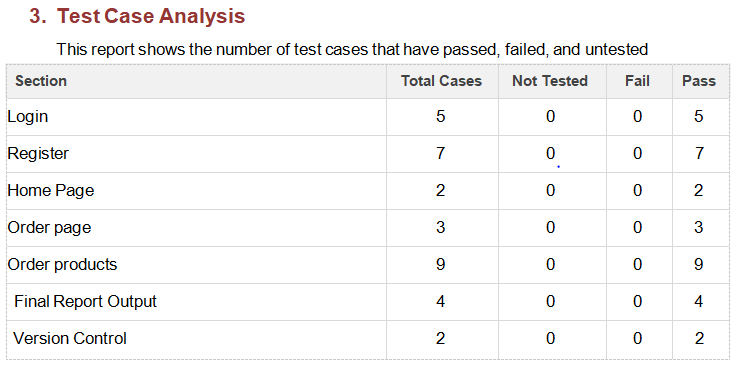 3. Test Case Analysis
This report shows the number of test cases that have passed, failed, and untested
Section Total Cases Not Tested Fail Pass
Login 5 0 0 5
Register 7 0 0 7
Home Page 2 0 0 2
Order page 3 0 0 3
Order products 9 0 0 9
Final Report Output 4 0 0 4
Version Control 2 0 0 2